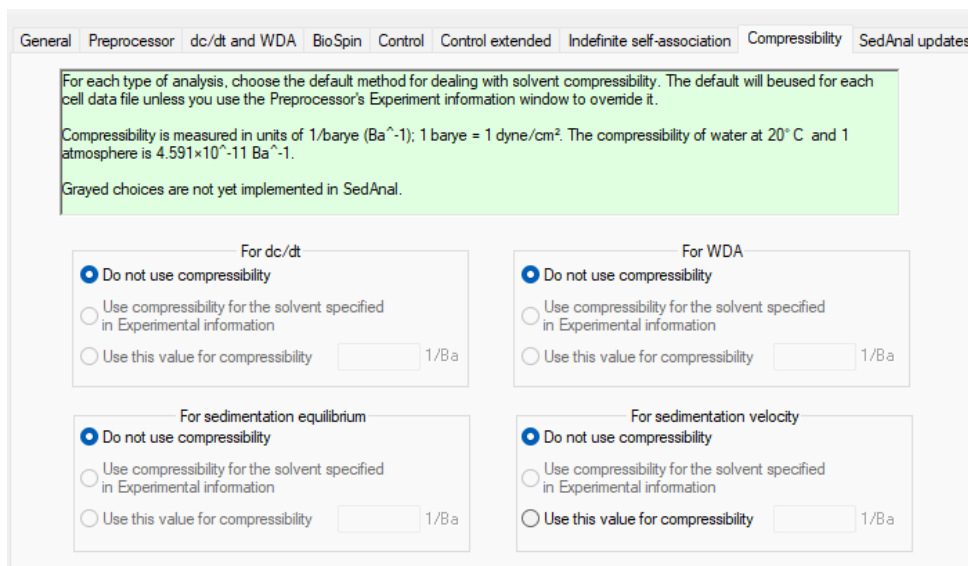 General Preprocessor dc/dt and WDA BioSpin Control Control extended Indefinite self-association Compressibility SedAnal updates
For each type of analysis, choose the default method for dealing with solvent compressibility. The default will beused for each
cell data file unless you use the Preprocessor's Experiment information window to override it.
Compressibility is measured in units of 1/barye (Ba^-1); 1 barye = 1 dyne/cm². The compressibility of water at 20° C and 1
atmosphere is 4.591×10^-11 Ba^-1.
Grayed choices are not yet implemented in SedAnal.
For dc/dt
Do not use compressibility
Use compressibility for the solvent specified
in Experimental information
Use this value for compressibility 1/Ba
For WDA
Do not use compressibility
Use compressibility for the solvent specified
in Experimental information
Use this value for compressibility 1/Ba
For sedimentation equilibrium
Do not use compressibility
Use compressibility for the solvent specified
in Experimental information
Use this value for compressibility 1/Ba
For sedimentation velocity
Do not use compressibility
Use compressibility for the solvent specified
in Experimental information
Use this value for compressibility 1/Ba